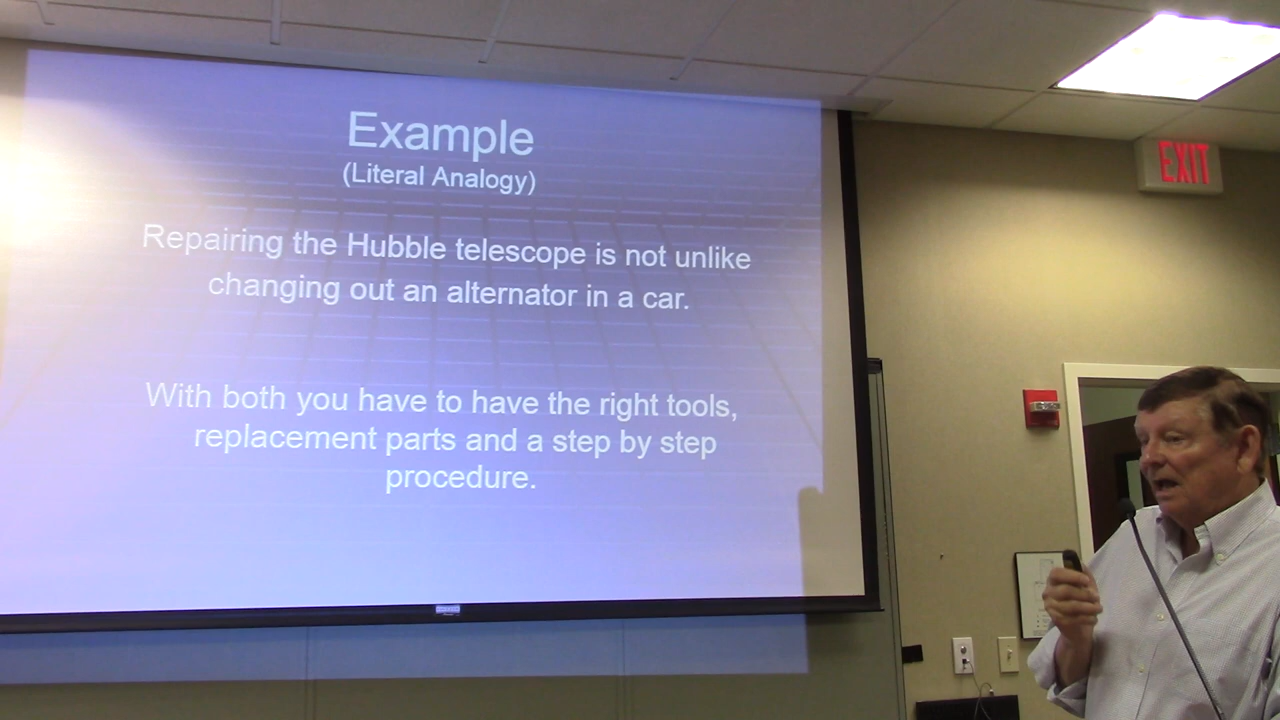 Example
(Literal Analogy)
Repairing the Hubble telescope is not unlike
changing out an alternator in a car.
With both you have to have the right tools,
replacement parts and a step by step
procedure.
EXIT